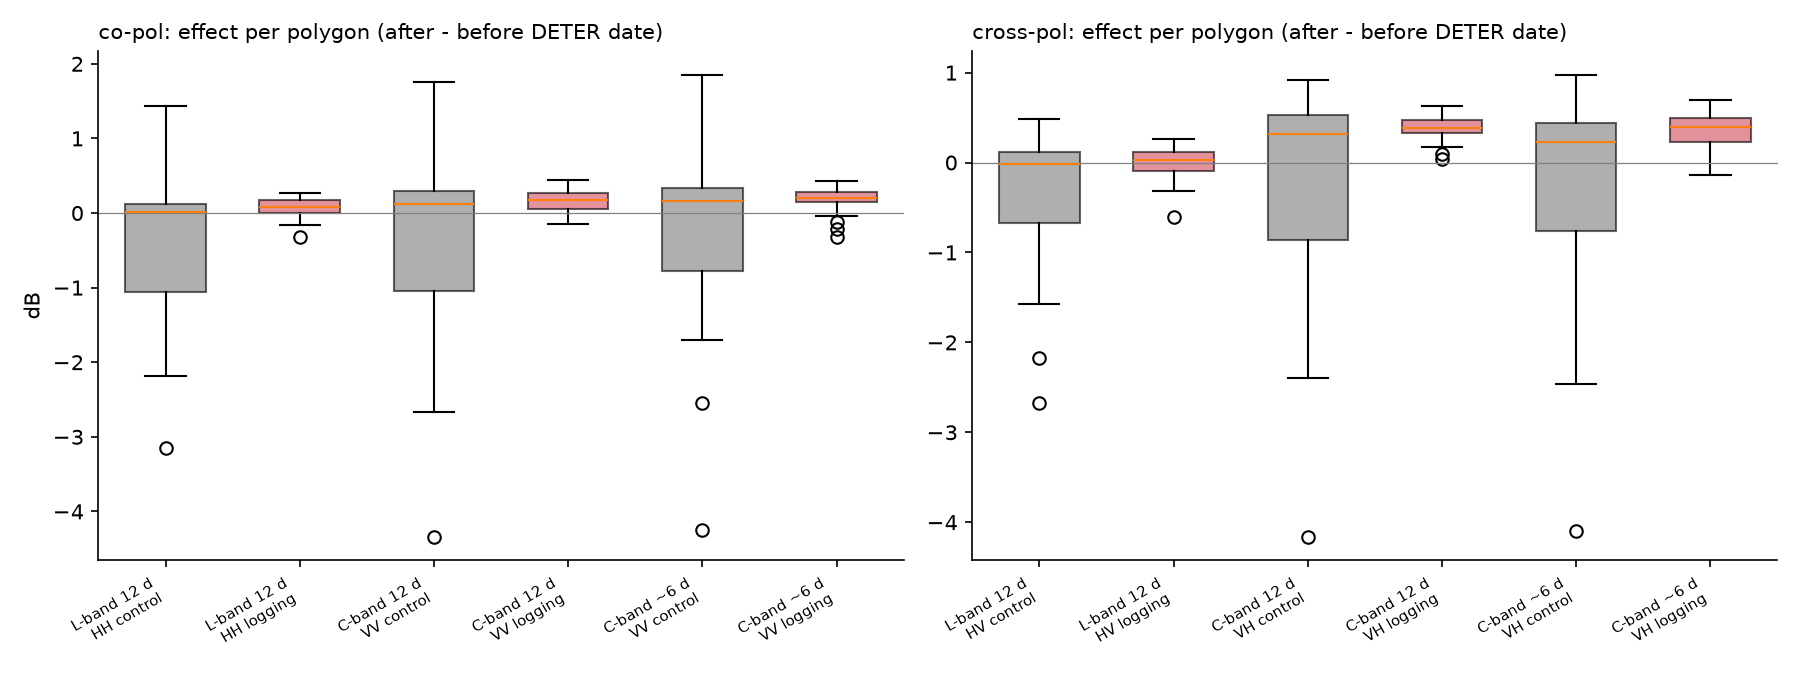 co-pol: effect per polygon (after - before DETER date)
2
1
0
−1
−2
−3
−4
dB
L-band 12 d
HH control
L-band 12 d
HH logging
C-band 12 d
VV control
C-band 12 d
VV logging
C-band ~6 d
VV control
C-band ~6 d
VV logging
cross-pol: effect per polygon (after - before DETER date)
1
0
−1
−2
−3
−4
L-band 12 d
HV control
L-band 12 d
HV logging
C-band 12 d
VH control
C-band 12 d
VH logging
C-band ~6 d
VH control
C-band ~6 d
VH logging